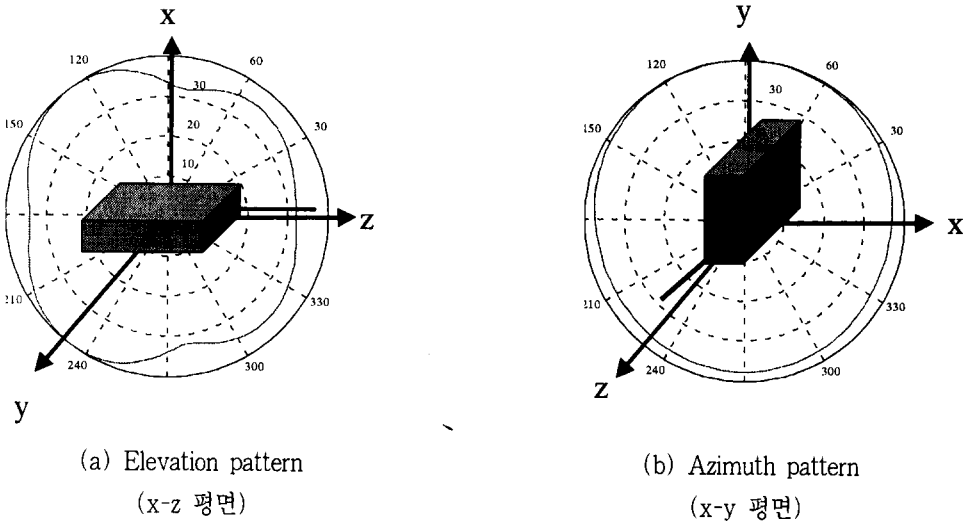 x
120
60
30
150
30
20
10
z
210
330
240
300
y
(a) Elevation pattern
(x-z 평면)
y
120
60
30
150
30
x
210
330
z
240
300
(b) Azimuth pattern
(x-y 평면)